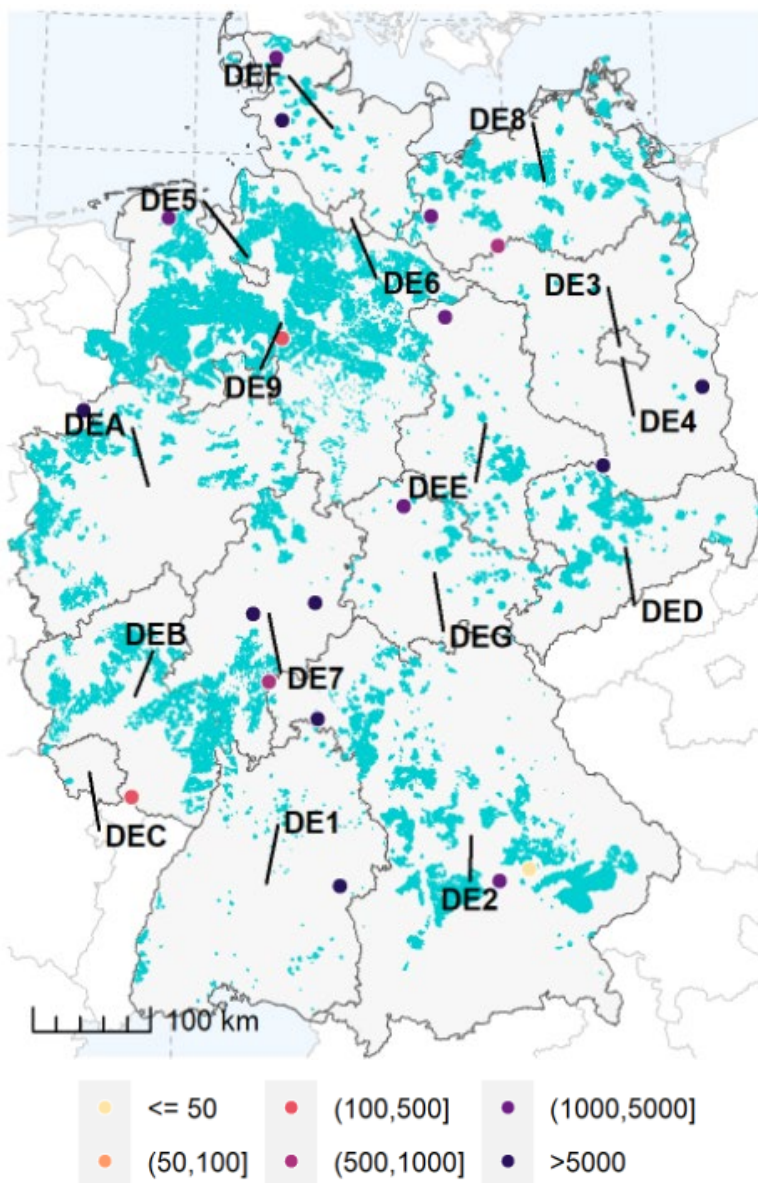 DEF
DE8
DE5
DE6
DE3
DE9
DEA
DE4
DEE
DED
DEB
DEG
DE7
DE1
DEC
DE2
100 km
<= 50
(100,500]
(1000,5000]
(50,100]
(500,1000]
>5000